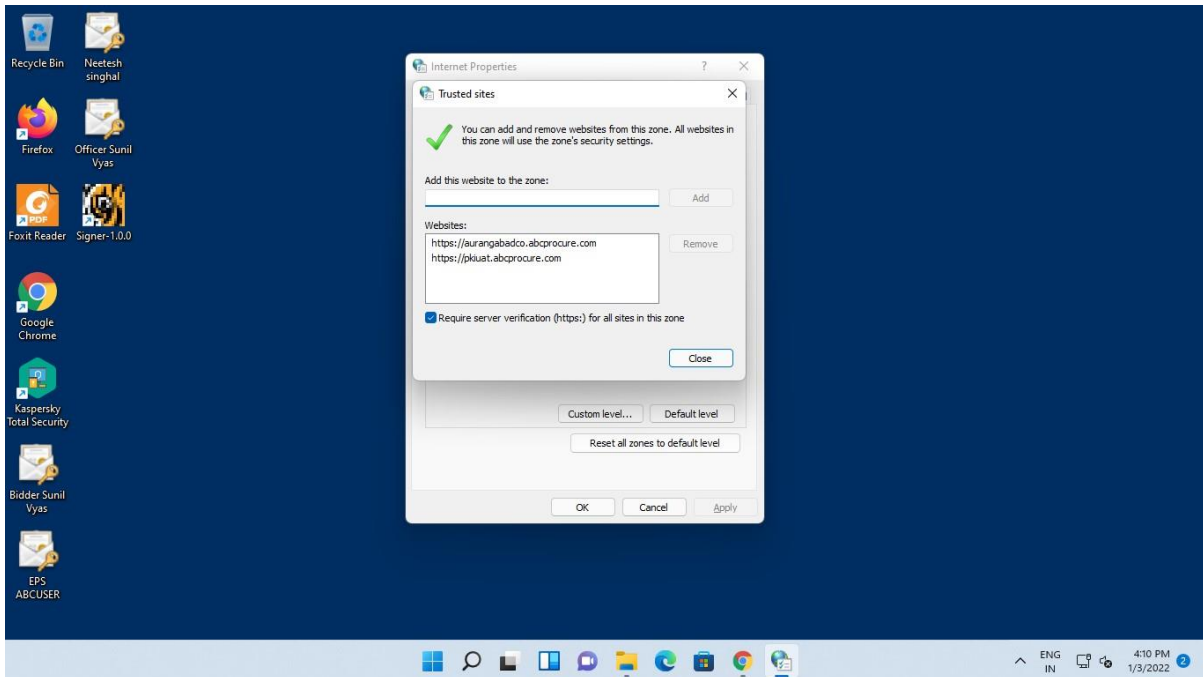 Recycle Bin
Neetesh
singhal
Firefox
Officer Sunil
Vyas
PDF
Foxit Reader
Signer-1.0.0
Google
Chrome
Kaspersky
Total Security
Bidder Sunil
Vyas
EPS
ABCUSER
Internet Properties
?
Trusted sites
You can add and remove websites from this zone. All websites in
this zone will use the zone's security settings.
Add this website to the zone:
Add
Websites:
https://aurangabadco.abcprocure.com
https://pkiuat.abcprocure.com
Remove
Require server verification (https:) for all sites in this zone
Close
Custom level...
Default level
Reset all zones to default level
OK
Cancel
Apply
ENG
IN
4:10 PM
1/3/2022
2